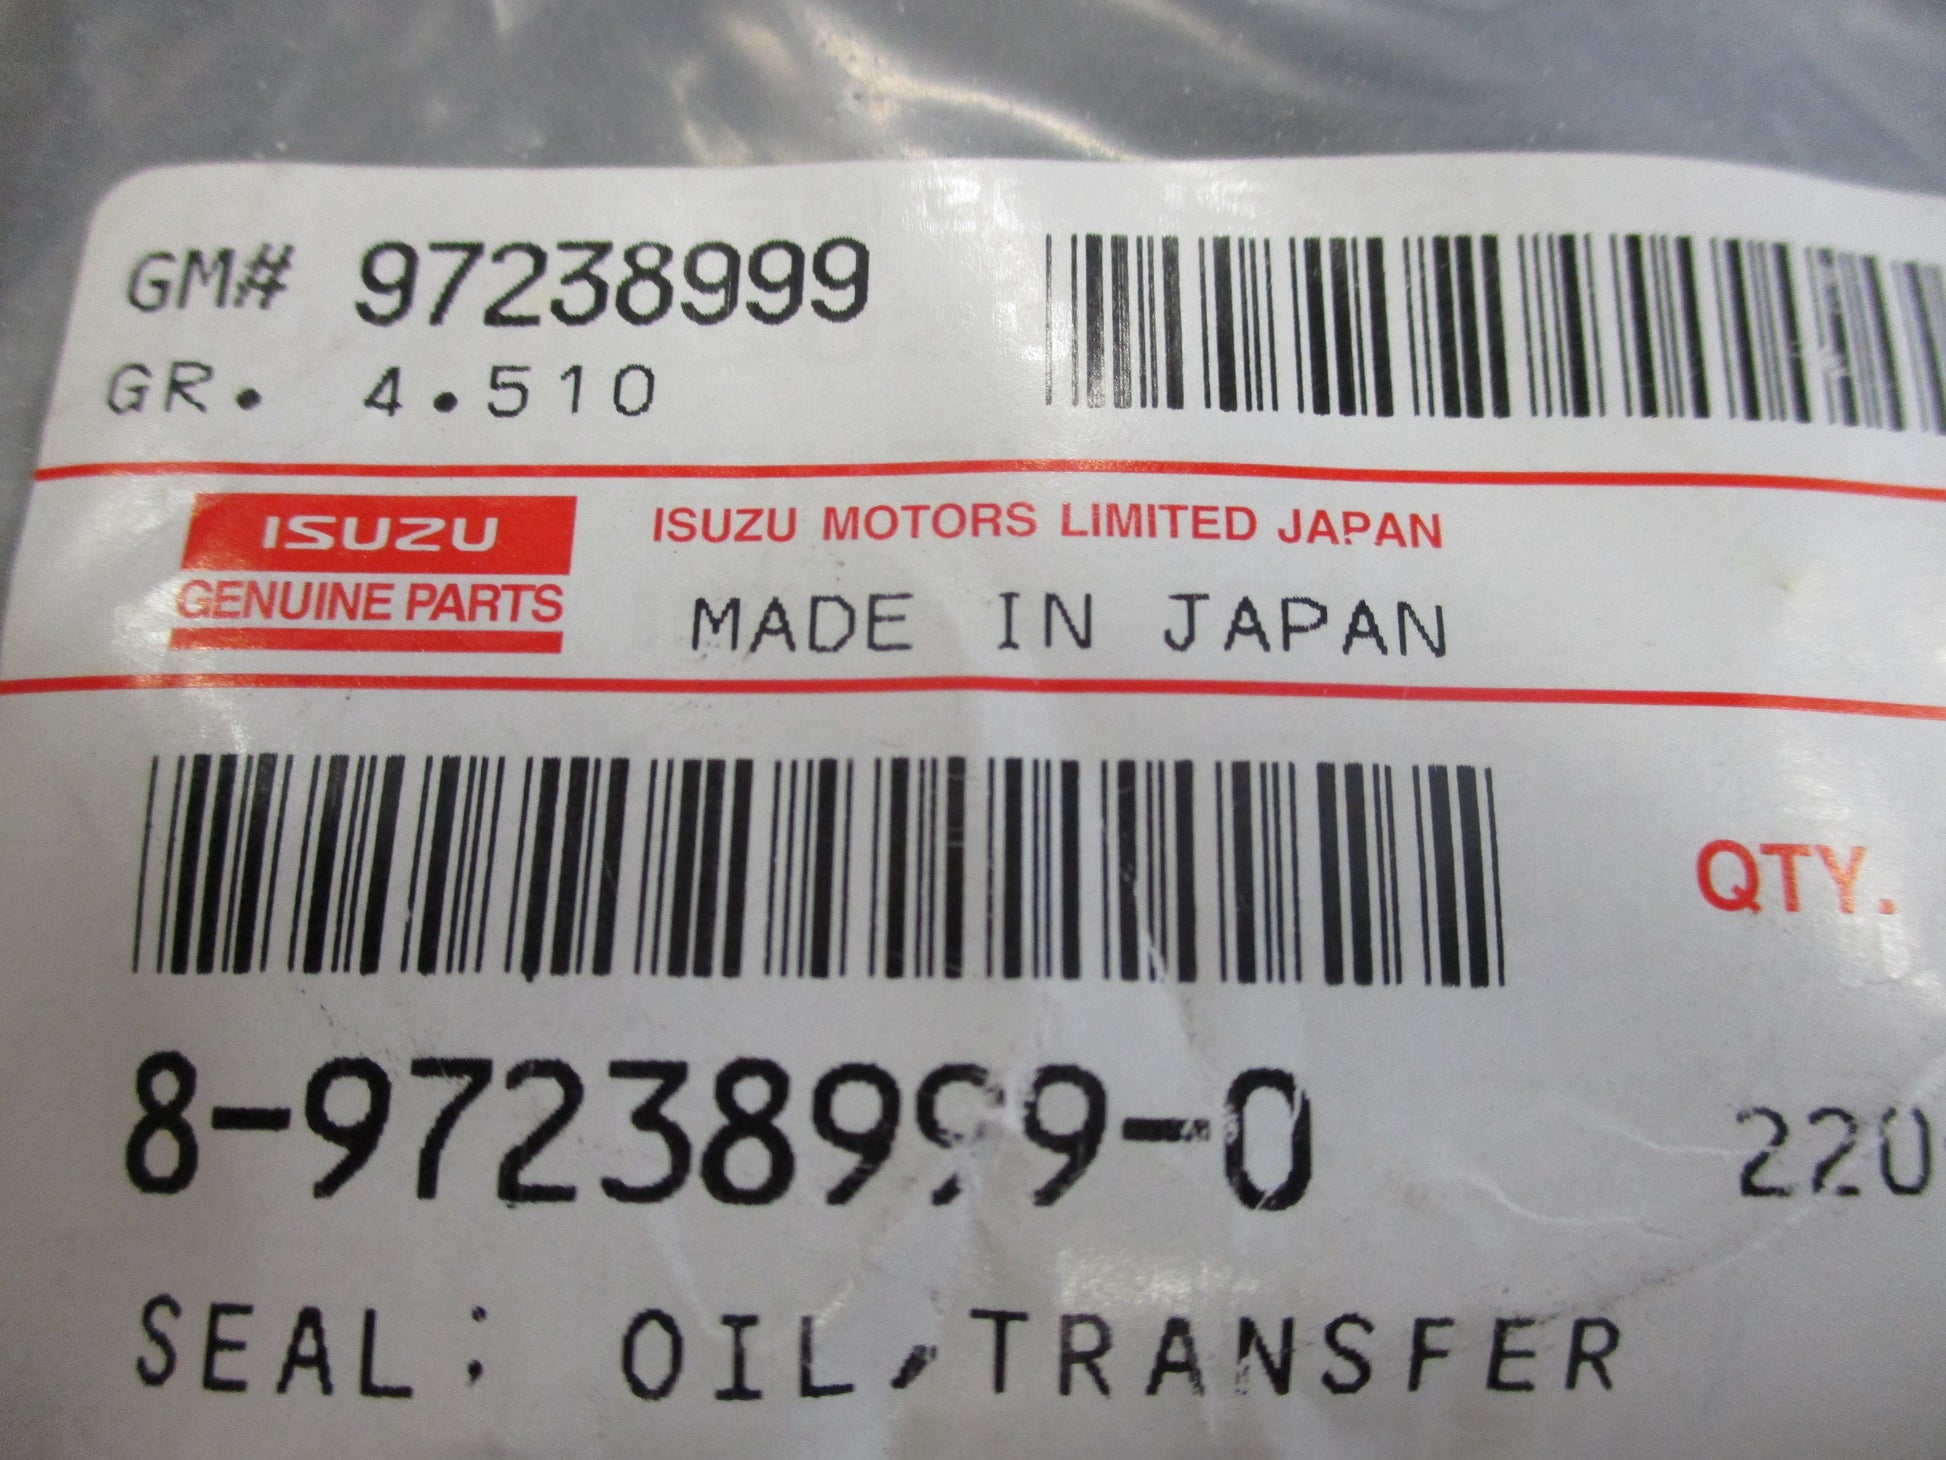 GM# 97238999
GR. 4.510
ISUZU
GENUINE PARTS
ISUZU MOTORS LIMITED JAPAN
MADE IN JAPAN
QTY.
8-97238999-0
220
SEAL; OIL,TRANSFER